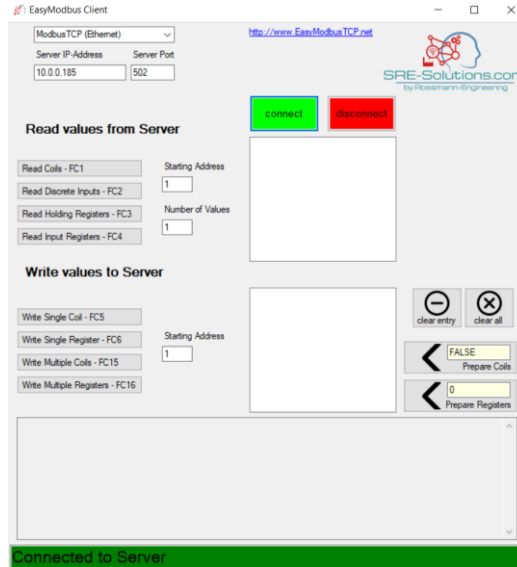 EasyModbus Client
ModbusTCP (Ethernet)
http://www.EasyModbusTCP.net
Server IP-Address
Server Port
10.0.0.185
502
SRE-Solutions.com
by Rossmann-Engineering
connect
disconnect
Read values from Server
Read Coils - FC1
Starting Address
1
Read Discrete Inputs - FC2
Read Holding Registers - FC3
Number of Values
1
Read Input Registers - FC4
Write values to Server
clear entry
clear all
Write Single Coil - FC5
Write Single Register - FC6
Starting Address
1
Write Multiple Coils - FC15
Write Multiple Registers - FC16
FALSE
Prepare Coils
0
Prepare Registers
Connected to Server